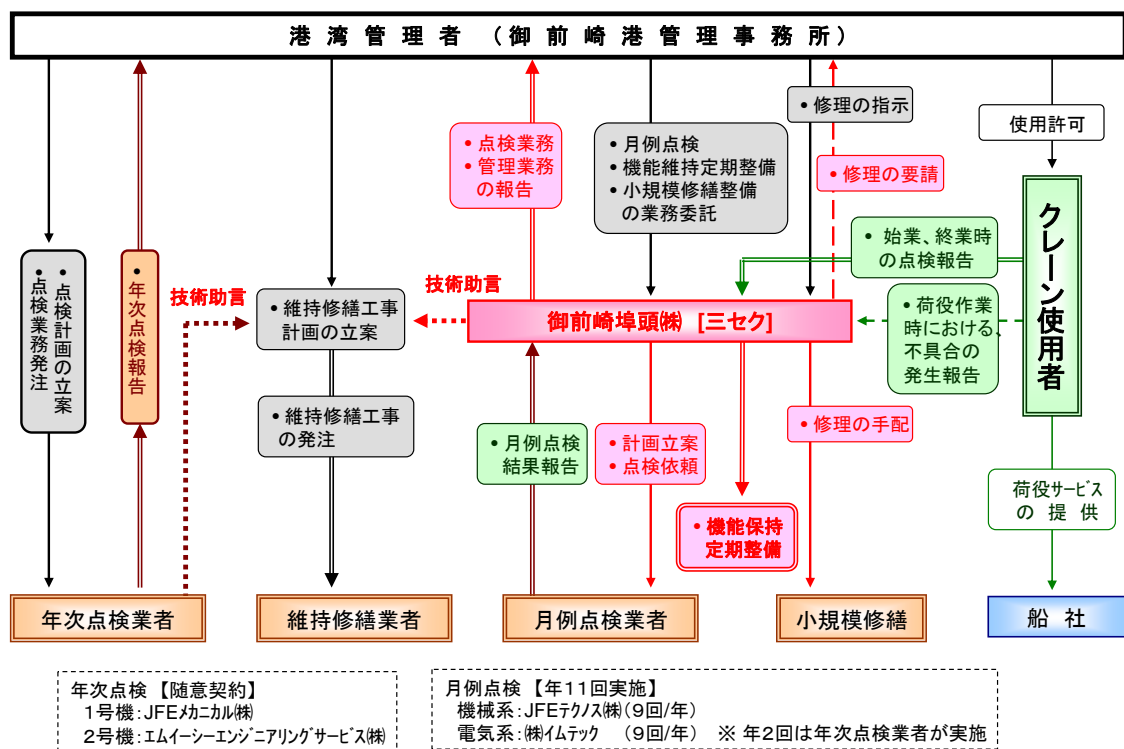 港湾管理者（御前崎港管理事務所）
・修理の指示
使用許可
・点検業務
・管理業務
の報告
・月例点検
・機能維持定期整備
・小規模修繕整備
の業務委託
・修理の要請
クレーン使用者
・始業、終業時
の点検報告
・点検計画の立案
・点検業務発注
・年次点検報告
技術助言
・維持修繕工事
計画の立案
技術助言
御前崎埠頭㈱ [三セク]
・荷役作業
時における、
不具合の
発生報告
・維持修繕工事
の発注
・月例点検
結果報告
・計画立案
・点検依頼
・修理の手配
・機能保持
定期整備
荷役サービス
の提供
年次点検業者
維持修繕業者
月例点検業者
小規模修繕
船社
年次点検 【随意契約】
1号機：JFEメカニカル㈱
2号機：エムイーシーエンジニアリングサービス㈱
月例点検 【年11回実施】
機械系：JFEテクノス㈱（9回/年）
電気系：㈱イムテック （9回/年） ※ 年2回は年次点検業者が実施